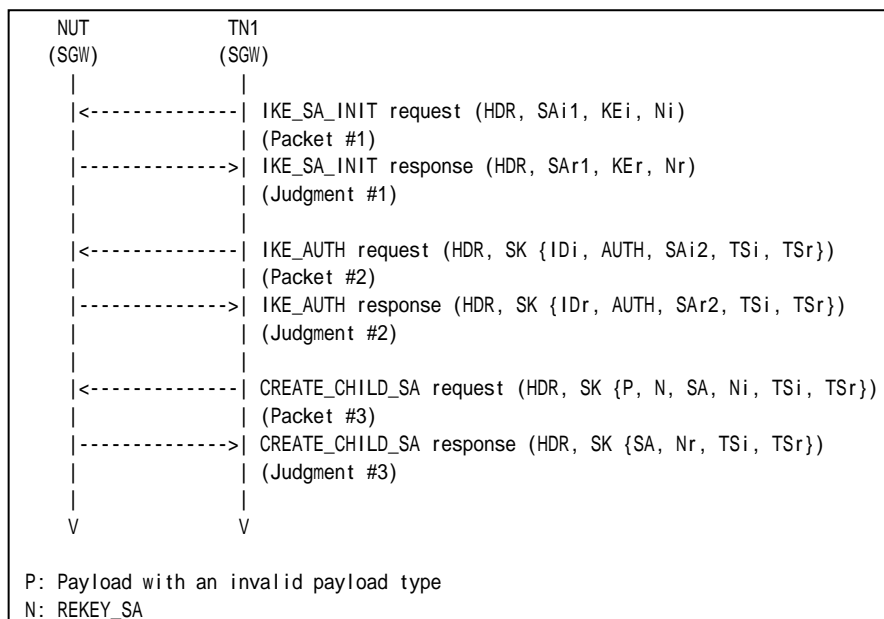 NUT TN1
(SGW) (SGW)
| |
|<--------------| IKE_SA_INIT request (HDR, SAi1, KEi, Ni)
| | (Packet #1)
|-------------->| IKE_SA_INIT response (HDR, SAr1, KEr, Nr)
| | (Judgment #1)
| |
|<--------------| IKE_AUTH request (HDR, SK {IDi, AUTH, SAi2, TSi, TSr})
| | (Packet #2)
|-------------->| IKE_AUTH response (HDR, SK {IDr, AUTH, SAr2, TSi, TSr})
| | (Judgment #2)
| |
|<--------------| CREATE_CHILD_SA request (HDR, SK {P, N, SA, Ni, TSi, TSr})
| | (Packet #3)
|-------------->| CREATE_CHILD_SA response (HDR, SK {SA, Nr, TSi, TSr})
| | (Judgment #3)
| |
V V
P: Payload with an invalid payload type
N: REKEY_SA